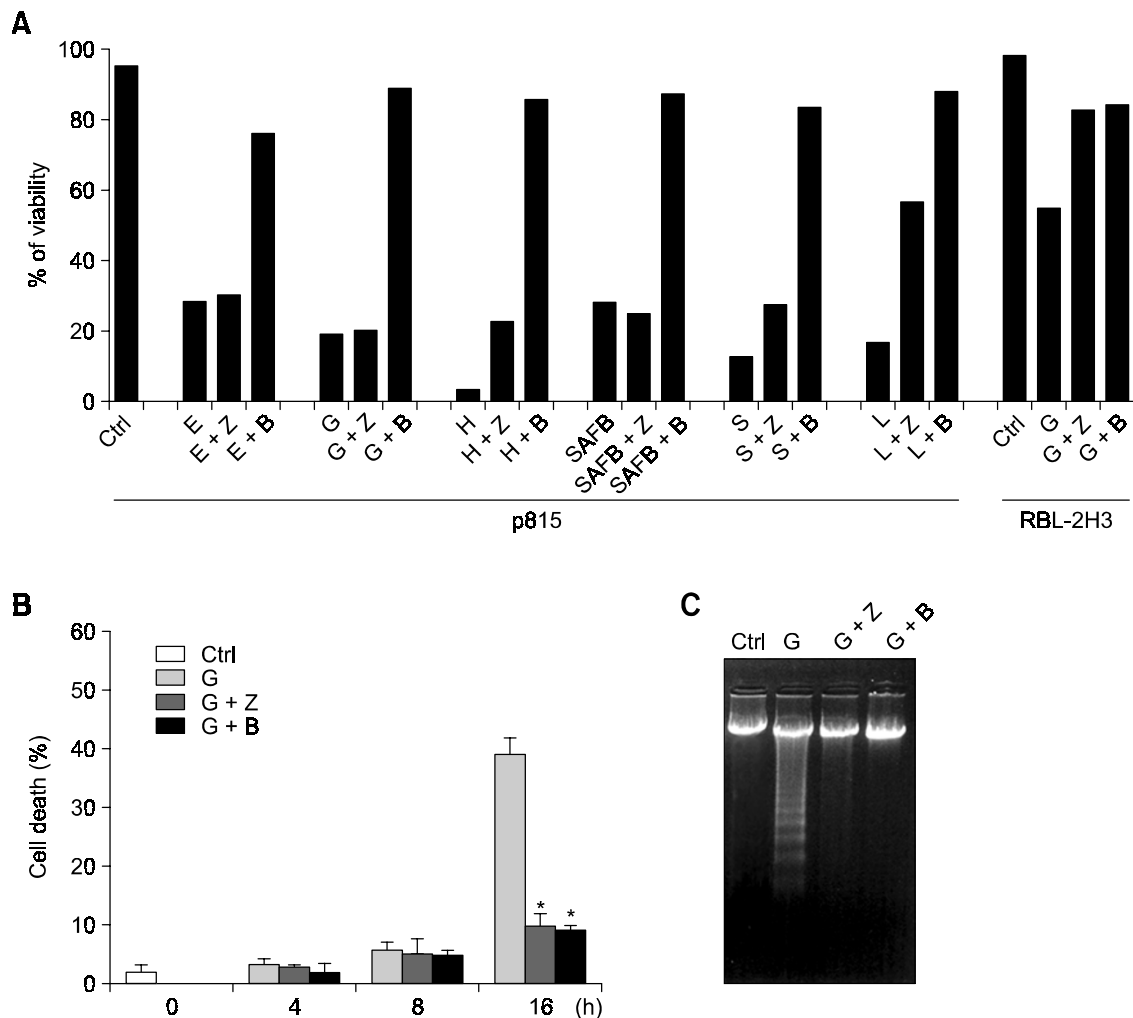 A
100
80
60
40
20
0
% of viability
Ctrl
E
E + Z
E + B
G
G + Z
G + B
H
H + Z
H + B
SAFB
SAFB + Z
SAFB + B
S
S + Z
S + B
L
L + Z
L + B
Ctrl
G
G + Z
G + B
p815
RBL-2H3
B
60
50
40
30
20
10
0
Cell death (%)
Ctrl
G
G + Z
G + B
* *
0 4 8 16 (h)
C
Ctrl G G + Z G + B